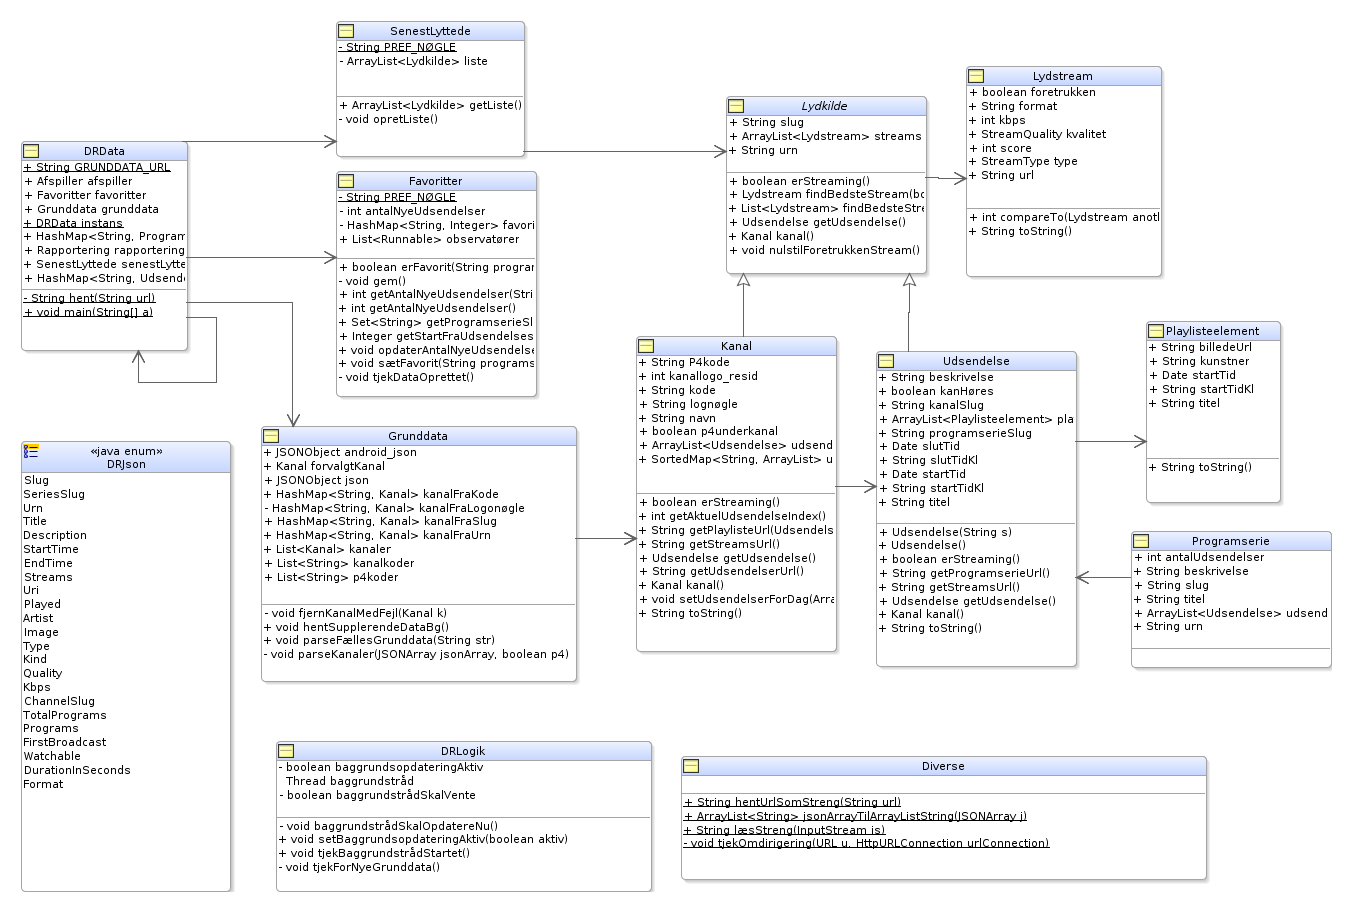 SenestLyttede
- String PREF_NØGLE
- ArrayList<Lydkilde> liste
+ ArrayList<Lydkilde> getListe()
- void opretListe()
Lydstream
+ boolean foretrukken
+ String format
+ int kbps
+ StreamQuality kvalitet
+ int score
+ StreamType type
+ String url
+ int compareTo(Lydstream anotl
+ String toString()
Lydkilde
+ String slug
+ ArrayList<Lydstream> streams
+ String urn
+ boolean erStreaming()
+ Lydstream findBedsteStream(bo
+ List<Lydstream> findBedsteStre
+ Udsendelse getUdsendelse()
+ Kanal kanal()
+ void nulstilForetrukkenStream()
DRData
+ String GRUNDDATA_URL
+ Afspiller afspiller
+ Favoritter favoritter
+ Grunddata grunddata
+ DRData instans
+ HashMap<String, Program
+ Rapportering rapportering
+ SenestLyttede senestLytte
+ HashMap<String, Udsend
- String hent(String url)
+ void main(String[] a)
Favoritter
- String PREF_NØGLE
- int antalNyeUdsendelser
- HashMap<String, Integer> favori
+ List<Runnable> observatører
+ boolean erFavorit(String prograr
- void gem()
+ int getAntalNyeUdsendelser(Stri
+ int getAntalNyeUdsendelser()
+ Set<String> getProgramserieSl
+ Integer getStartFraUdsendelses
+ void opdaterAntalNyeUdsendelse
+ void sætFavorit(String programs
- void tjekDataOprettet()
Kanal
+ String P4kode
+ int kanallogo_resid
+ String kode
+ String lognøgle
+ String navn
+ boolean p4underkanal
+ ArrayList<Udsendelse> udsend
+ SortedMap<String, ArrayList> u
+ boolean erStreaming()
+ int getAktuelUdsendelseIndex()
+ String getPlaylisteUrl(Udsendels
+ String getStreamsUrl()
+ Udsendelse getUdsendelse()
+ String getUdsendelserUrl()
+ Kanal kanal()
+ void setUdsendelserForDag(Arra
+ String toString()
Udsendelse
+ String beskrivelse
+ boolean kanHøres
+ String kanalSlug
+ ArrayList<Playlisteelement> pla
+ String programserieSlug
+ Date slutTid
+ String slutTidKl
+ Date startTid
+ String startTidKl
+ String titel
+ Udsendelse(String s)
+ Udsendelse()
+ boolean erStreaming()
+ String getProgramserieUrl()
+ String getStreamsUrl()
+ Udsendelse getUdsendelse()
+ Kanal kanal()
+ String toString()
Playlisteelement
+ String billedeUrl
+ String kunstner
+ Date startTid
+ String startTidKl
+ String titel
+ String toString()
Programserie
+ int antalUdsendelser
+ String beskrivelse
+ String slug
+ String titel
+ ArrayList<Udsendelse> udsend
+ String urn
Grunddata
+ JSONObject android_json
+ Kanal forvalgtKanal
+ JSONObject json
+ HashMap<String, Kanal> kanalFraKode
- HashMap<String, Kanal> kanalFraLogonøgle
+ HashMap<String, Kanal> kanalFraSlug
+ HashMap<String, Kanal> kanalFraUrn
+ List<Kanal> kanaler
+ List<String> kanalkoder
+ List<String> p4koder
- void fjernKanalMedFejl(Kanal k)
+ void hentSupplerendeDataBg()
+ void parseFællesGrunddata(String str)
- void parseKanaler(JSONArray jsonArray, boolean p4)
«java enum»
DRJson
Slug
SeriesSlug
Urn
Title
Description
StartTime
EndTime
Streams
Uri
Played
Artist
Image
Type
Kind
Quality
Kbps
ChannelSlug
TotalPrograms
Programs
FirstBroadcast
Watchable
DurationInSeconds
Format
DRLogik
- boolean baggrundsopdateringAktiv
Thread baggrundstråd
- boolean baggrundstrådSkalVente
- void baggrundstrådSkalOpdatereNu()
+ void setBaggrundsopdateringAktiv(boolean aktiv)
+ void tjekBaggrundstrådStartet()
- void tjekForNyeGrunddata()
Diverse
+ String hentUrlSomStreng(String url)
+ ArrayList<String> jsonArrayTilArrayListString(JSONArray j)
+ String læsStreng(InputStream is)
- void tjekOmdirigering(URL u, HttpURLConnection urlConnection)